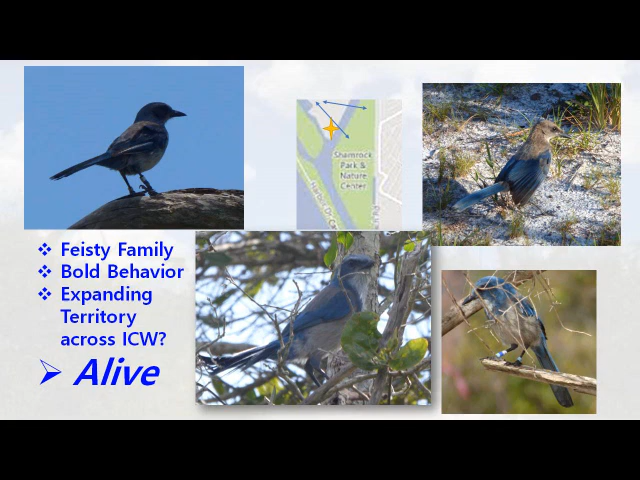 Shamrock
Park &
Nature
Center
Feisty Family
Bold Behavior
Expanding
Territory
across ICW?
Alive